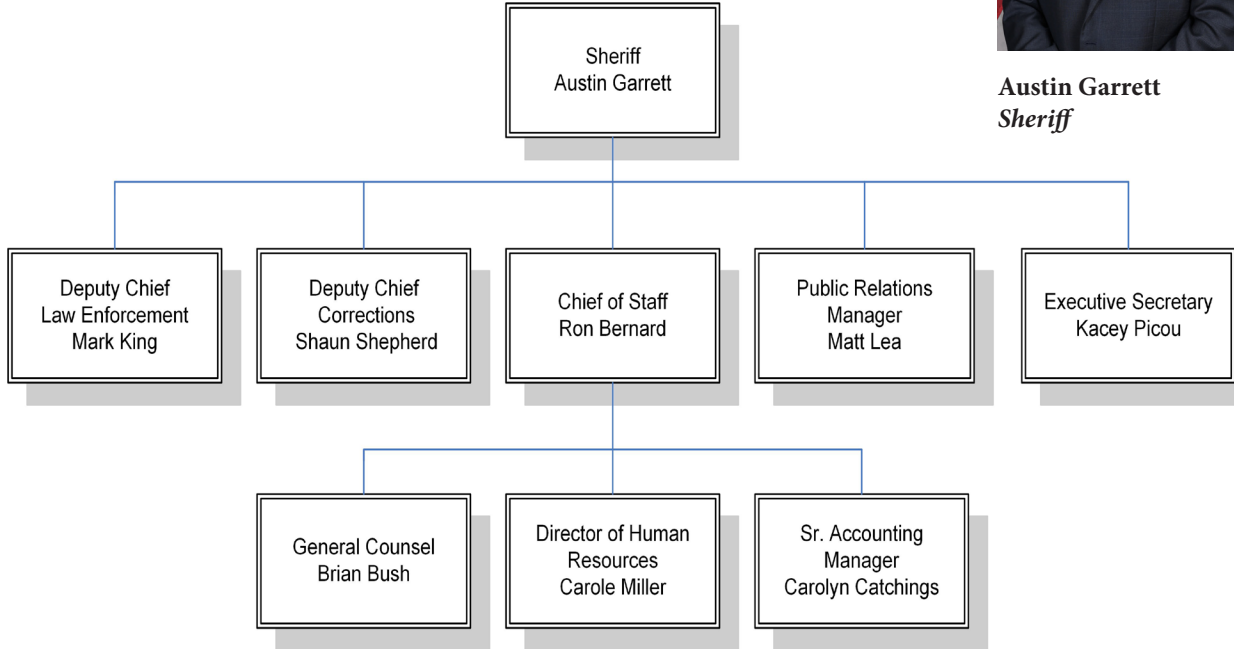 Sheriff
Austin Garrett
Austin Garrett
Sheriff
Deputy Chief
Law Enforcement
Mark King
Deputy Chief
Corrections
Shaun Shepherd
Chief of Staff
Ron Bernard
Public Relations
Manager
Matt Lea
Executive Secretary
Kacey Picou
General Counsel
Brian Bush
Director of Human
Resources
Carole Miller
Sr. Accounting
Manager
Carolyn Catchings